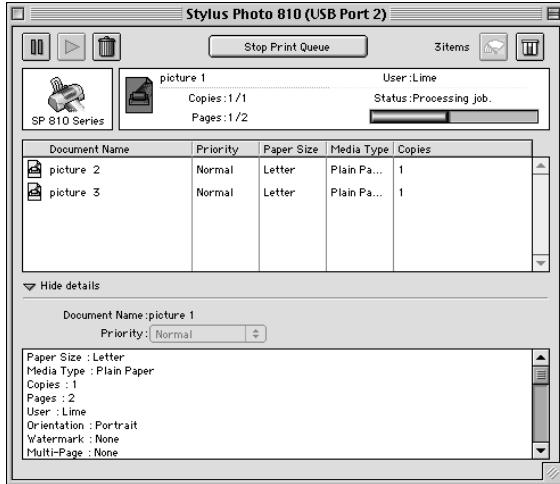 Stylus Photo 810 (USB Port 2)
Stop Print Queue
3items
SP 810 Series
picture 1
User :Lime
Copies :1/1
Status :Processing job.
Pages :1/2
Document Name Priority Paper Size Media Type Copies
picture 2 Normal Letter Plain Pa... 1
picture 3 Normal Letter Plain Pa... 1
Hide details
Document Name :picture 1
Priority : Normal
Paper Size : Letter
Media Type : Plain Paper
Copies : 1
Pages : 2
User : Lime
Orientation : Portrait
Watermark : None
Multi-Page : None